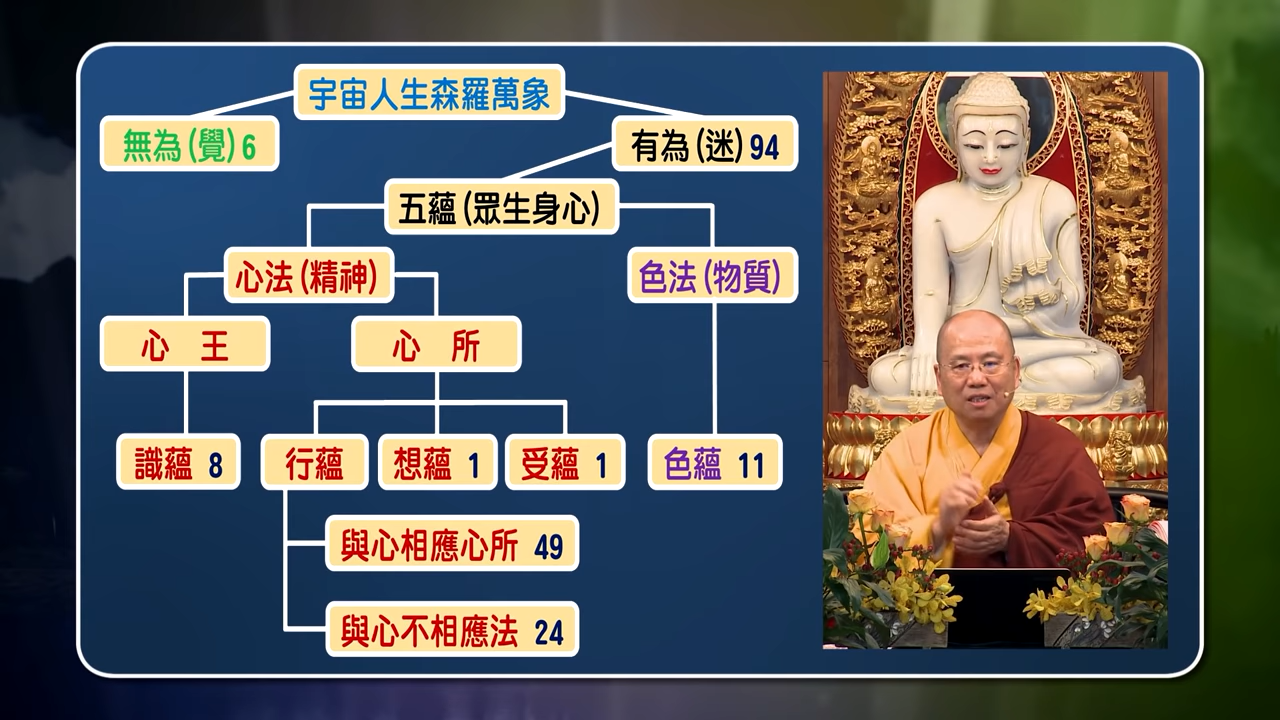 宇宙人生森羅萬象
無為(覺)6
有為(迷)94
五蘊(眾生身心)
心法(精神)
色法(物質)
心 王
心 所
識蘊 8
行蘊
想蘊 1
受蘊 1
色蘊 11
與心相應心所 49
與心不相應法 24